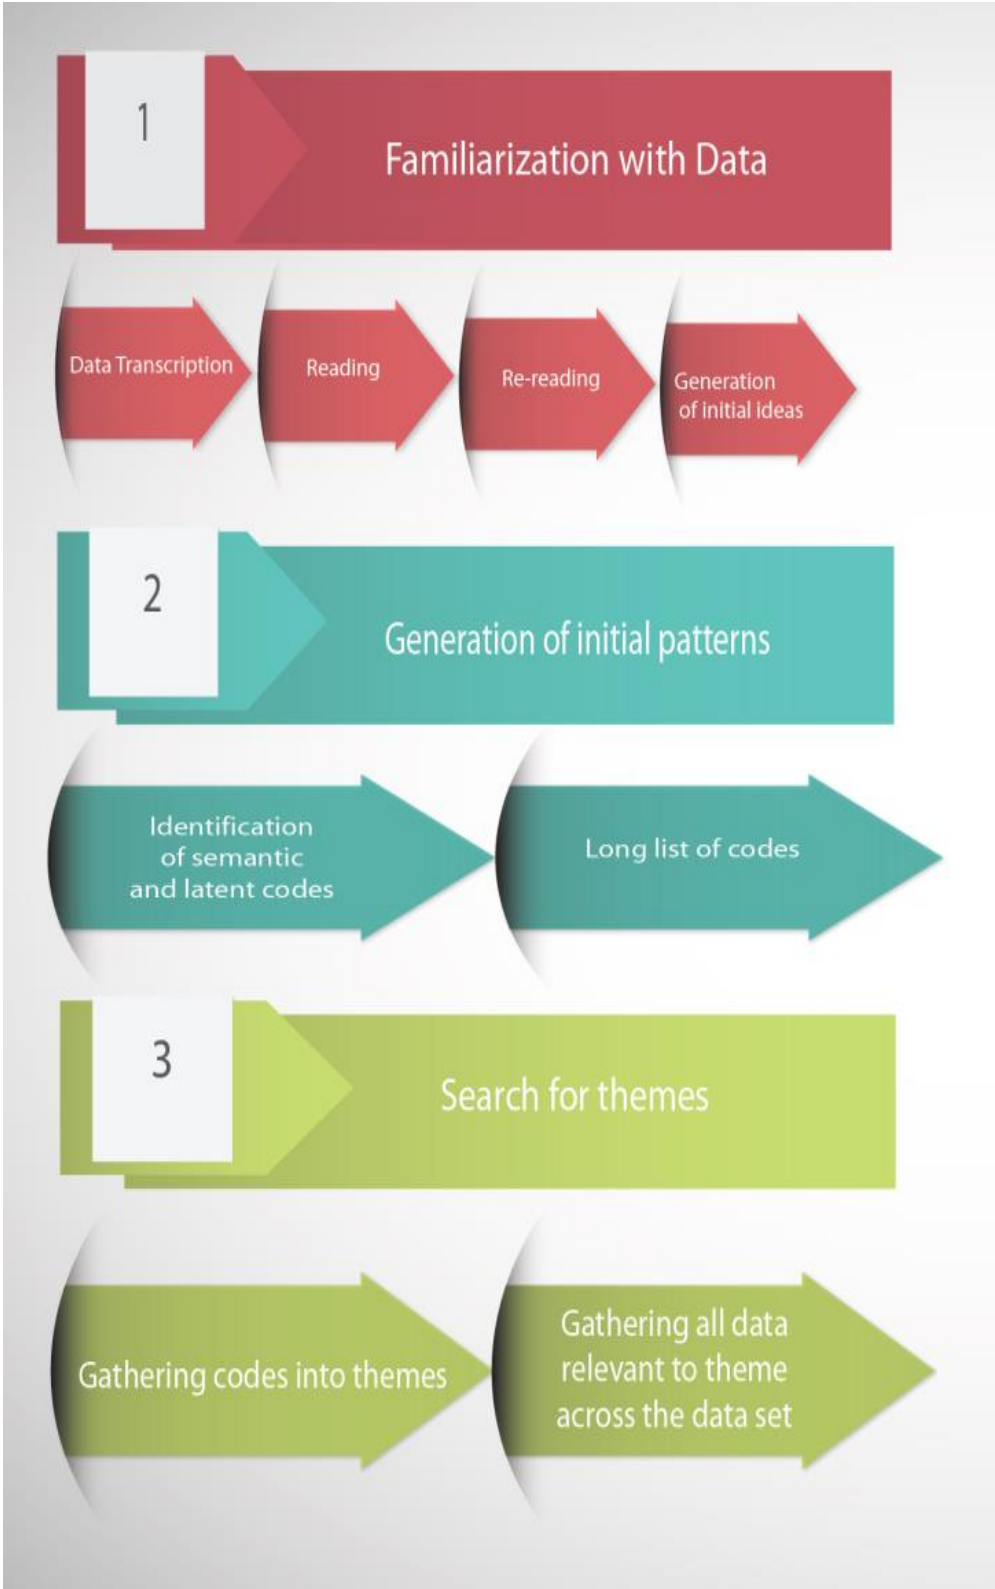 1
Familiarization with Data
Data Transcription
Reading
Re-reading
Generation
of initial ideas
2
Generation of initial patterns
Identification
of semantic
and latent codes
Long list of codes
3
Search for themes
Gathering codes into themes
Gathering all data
relevant to theme
across the data set